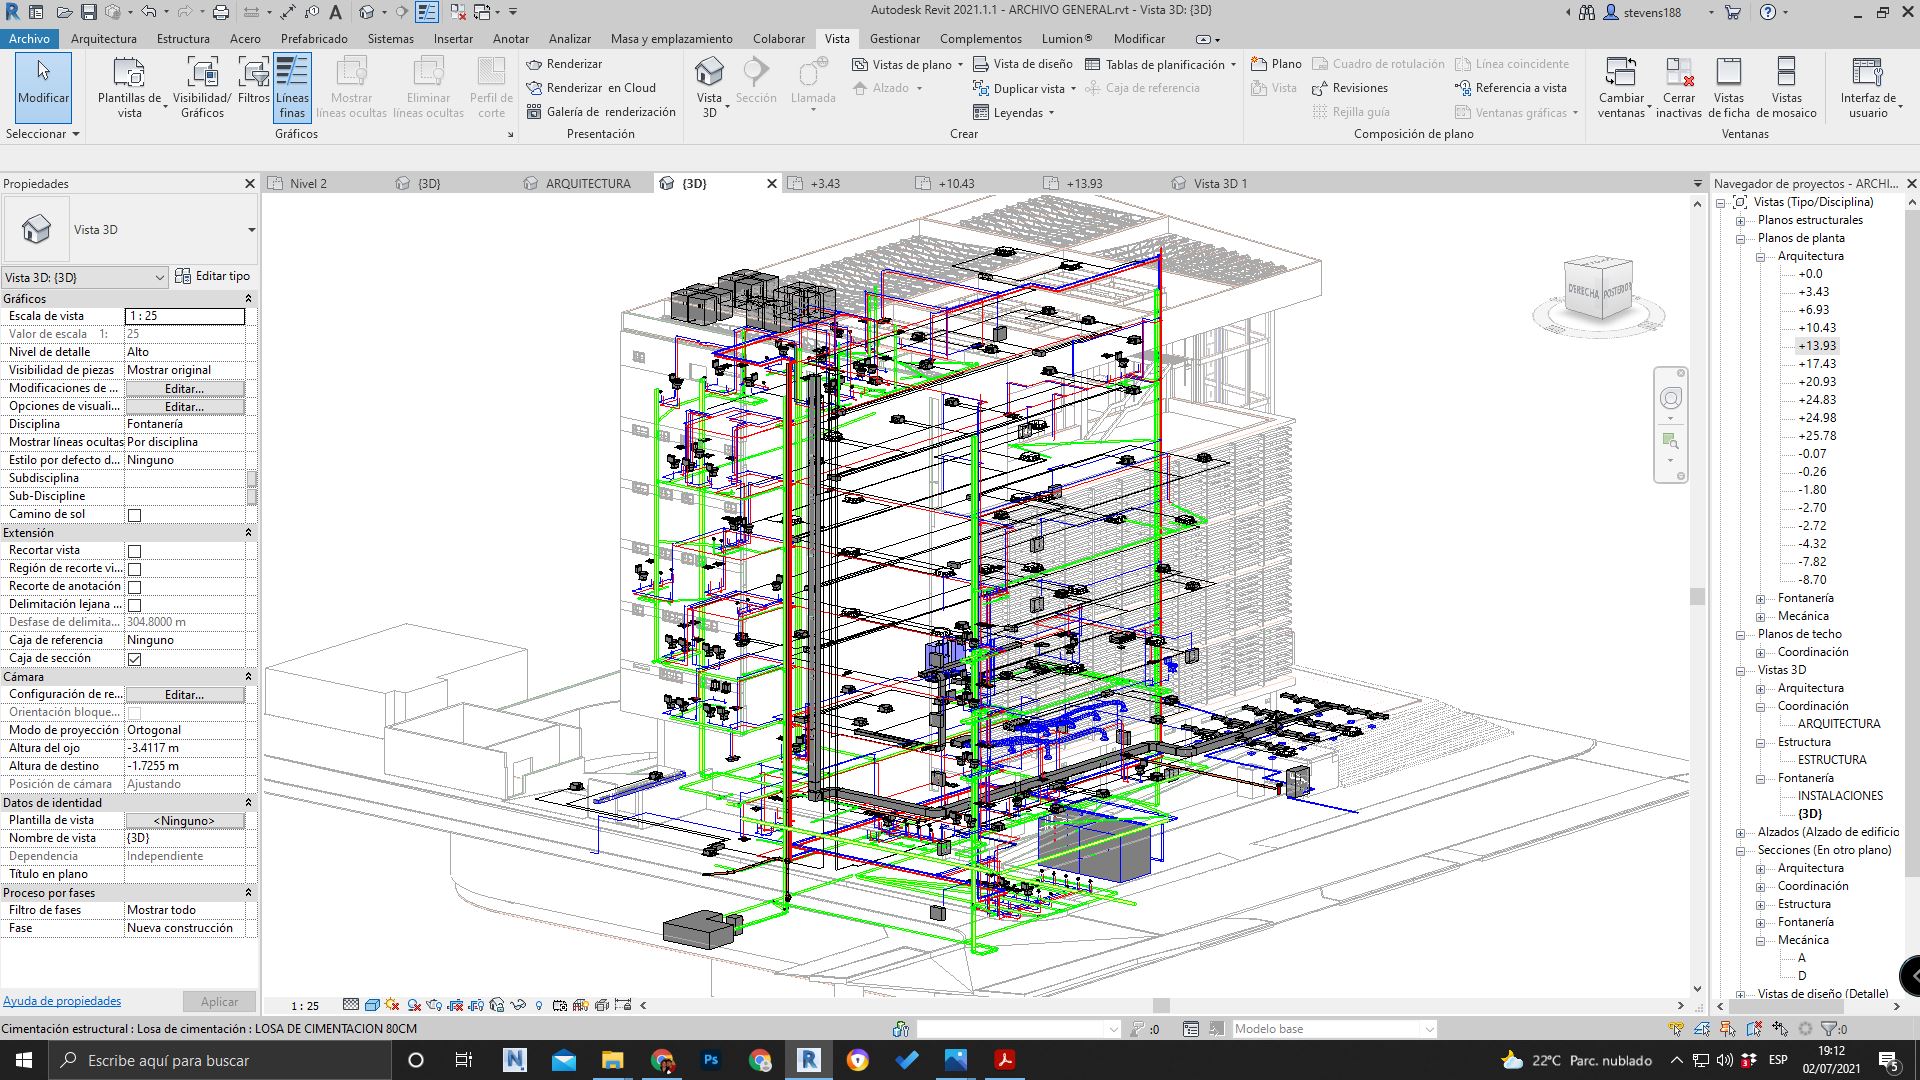 Autodesk Revit 2021.1.1 - ARCHIVO GENERAL.rvt - Vista 3D: {3D}
stevens188
Archivo Arquitectura Estructura Acero Prefabricado Sistemas Insertar Anotar Analizar Masa y emplazamiento Colaborar Vista Gestionar Complementos Lumion® Modificar
Modificar
Seleccionar
Plantillas de vista
Visibilidad/ Gráficos
Filtros
Líneas finas
Mostrar líneas ocultas
Eliminar líneas ocultas
Perfil de corte
Gráficos
Renderizar
Renderizar en Cloud
Galería de renderización
Presentación
Vista 3D
Sección
Llamada
Vistas de plano
Alzado
Vista de diseño
Duplicar vista
Leyendas
Tablas de planificación
Caja de referencia
Crear
Plano
Vista
Cuadro de rotulación
Revisiones
Rejilla guía
Línea coincidente
Referencia a vista
Ventanas gráficas
Composición de plano
Cambiar ventanas
Cerrar inactivas
Vistas de ficha
Vistas de mosaico
Ventanas
Interfaz de usuario
Propiedades
Nivel 2
{3D}
ARQUITECTURA
{3D}
+3.43
+10.43
+13.93
Vista 3D 1
Vista 3D
Vista 3D: {3D}
Editar tipo
Gráficos
Escala de vista 1 : 25
Valor de escala 1: 25
Nivel de detalle Alto
Visibilidad de piezas Mostrar original
Modificaciones de ... Editar...
Opciones de visuali... Editar...
Disciplina Fontanería
Mostrar líneas ocultas Por disciplina
Estilo por defecto d... Ninguno
Subdisciplina
Sub-Discipline
Camino de sol
Extensión
Recortar vista
Región de recorte vi...
Recorte de anotación
Delimitación lejana ...
Desfase de delimita... 304.8000 m
Caja de referencia Ninguno
Caja de sección
Cámara
Configuración de re... Editar...
Orientación bloque...
Modo de proyección Ortogonal
Altura del ojo -3.4117 m
Altura de destino -1.7255 m
Posición de cámara Ajustando
Datos de identidad
Plantilla de vista <Ninguno>
Nombre de vista {3D}
Dependencia Independiente
Título en plano
Proceso por fases
Filtro de fases Mostrar todo
Fase Nueva construcción
Ayuda de propiedades
Aplicar
DERECHA
POSTERIOR
Navegador de proyectos - ARCHI...
Vistas (Tipo/Disciplina)
Planos estructurales
Planos de planta
Arquitectura
+0.0
+3.43
+6.93
+10.43
+13.93
+17.43
+20.93
+24.83
+24.98
+25.78
-0.07
-0.26
-1.80
-2.70
-2.72
-4.32
-7.82
-8.70
Fontanería
Mecánica
Planos de techo
Coordinación
Vistas 3D
Arquitectura
Coordinación
ARQUITECTURA
Estructura
ESTRUCTURA
Fontanería
INSTALACIONES
{3D}
Alzados (Alzado de edificio
Secciones (En otro plano)
Arquitectura
Coordinación
Estructura
Fontanería
Mecánica
A
D
Vistas de diseño (Detalle)
1 : 25
Cimentación estructural : Losa de cimentación : LOSA DE CIMENTACION 80CM
:0
Modelo base
:0
Escribe aquí para buscar
22°C Parc. nublado
ESP
19:12
02/07/2021
5